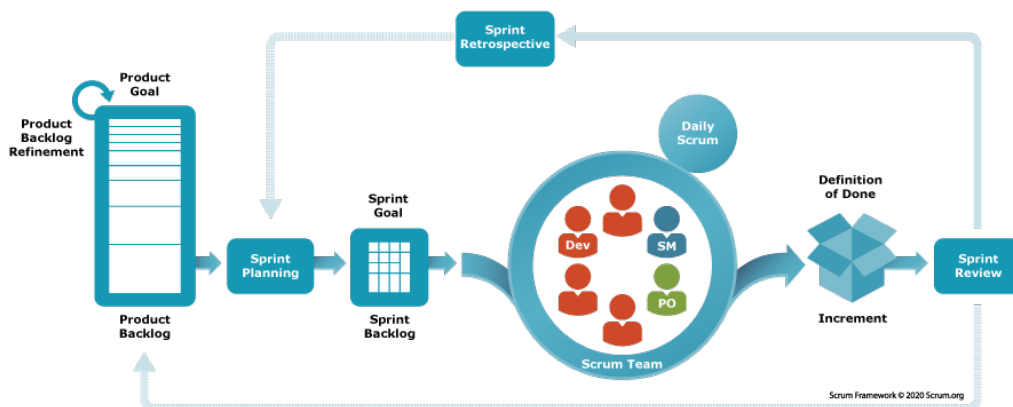 Sprint
Retrospective
Product
Goal
Product
Backlog
Refinement
Daily
Scrum
Sprint
Goal
Definition
of Done
Dev
SM
PO
Sprint
Planning
Sprint
Review
Product
Backlog
Sprint
Backlog
Scrum Team
Increment
Scrum Framework © 2020 Scrum.org